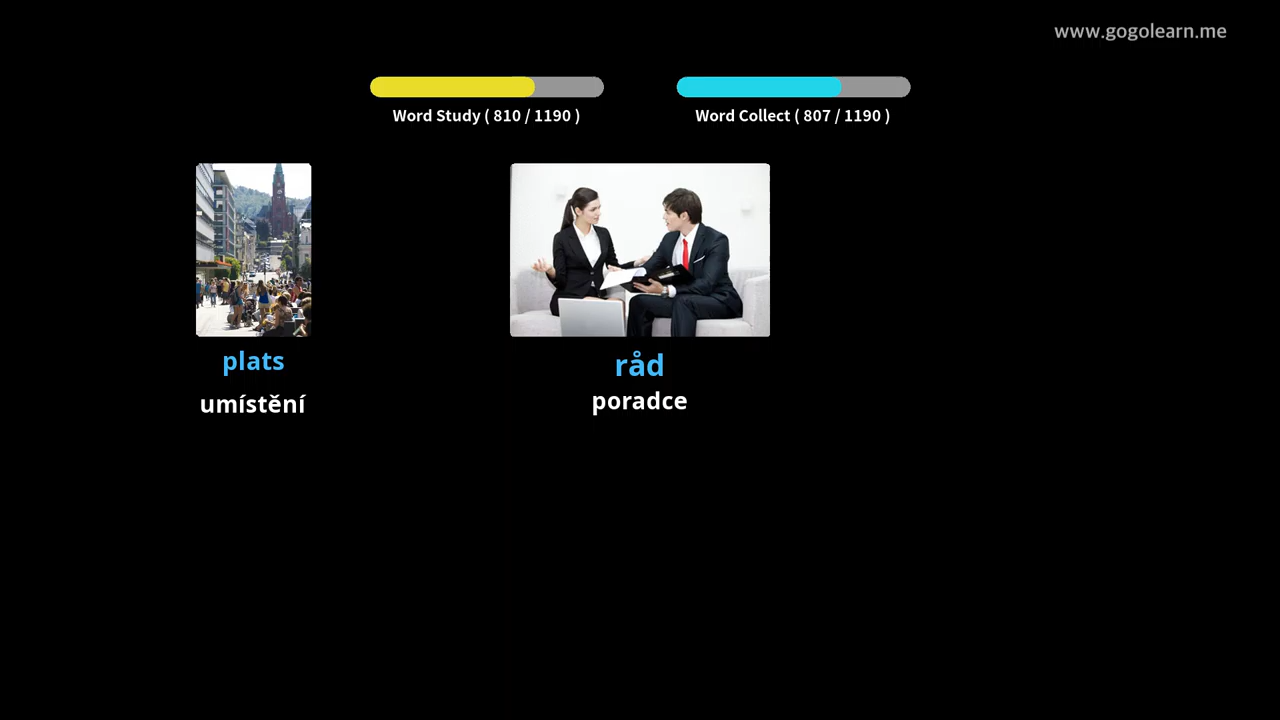 www.gogolearn.me
Word Study ( 810 / 1190 )
Word Collect ( 807 / 1190 )
plats
umístění
råd
poradce